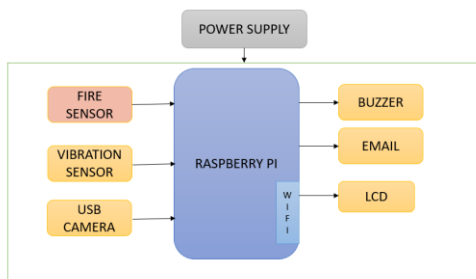 POWER SUPPLY
FIRE
SENSOR
VIBRATION
SENSOR
USB
CAMERA
RASPBERRY PI
W
I
F
I
BUZZER
EMAIL
LCD